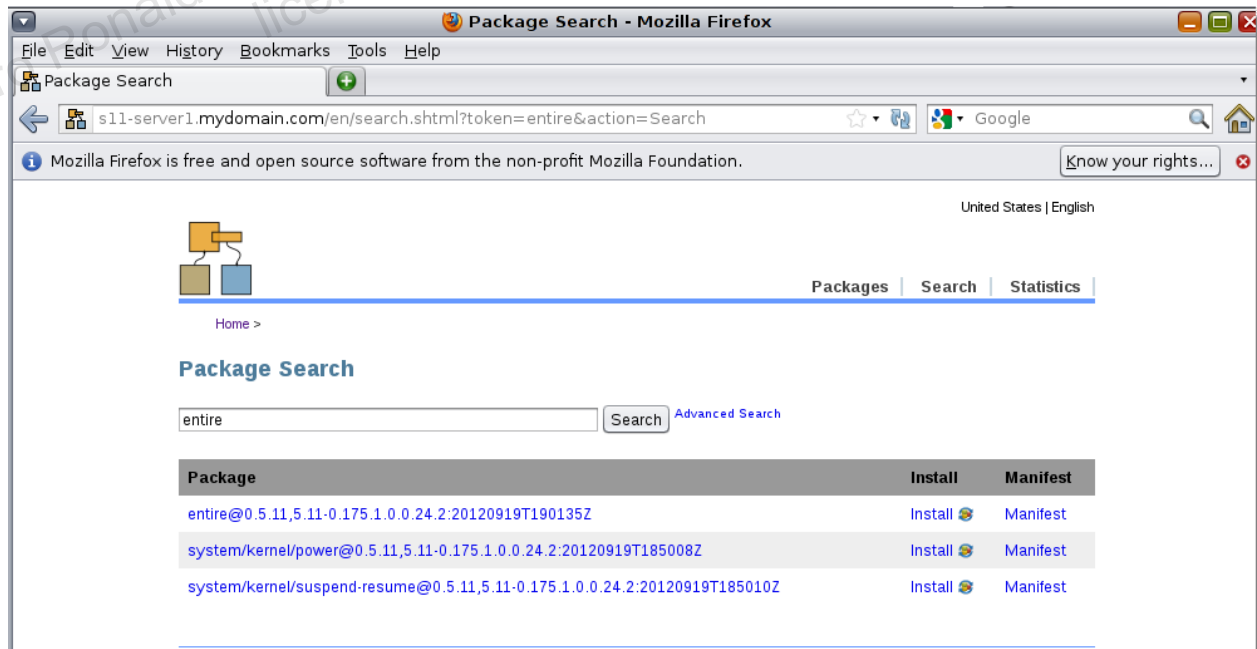 Package Search - Mozilla Firefox
File Edit View History Bookmarks Tools Help
Package Search
s11-server1.mydomain.com/en/search.shtml?token=entire&action=Search
Google
Mozilla Firefox is free and open source software from the non-profit Mozilla Foundation.
Know your rights...
United States | English
Packages | Search | Statistics |
Home >
Package Search
entire
Search
Advanced Search
Package Install Manifest
entire@0.5.11,5.11-0.175.1.0.0.24.2:20120919T190135Z Install Manifest
system/kernel/power@0.5.11,5.11-0.175.1.0.0.24.2:20120919T185008Z Install Manifest
system/kernel/suspend-resume@0.5.11,5.11-0.175.1.0.0.24.2:20120919T185010Z Install Manifest